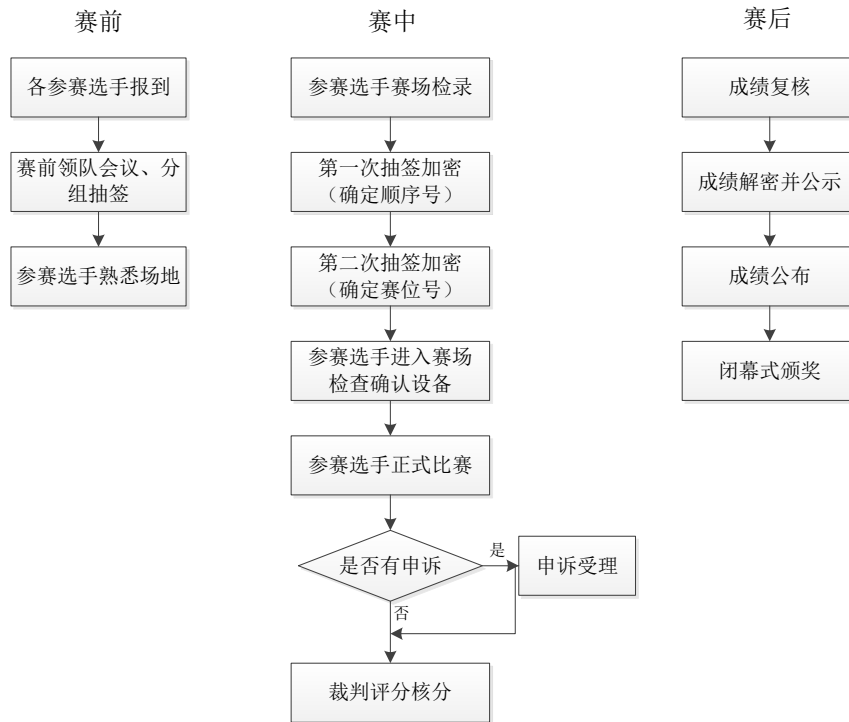 赛前
各参赛选手报到
赛前领队会议、分
组抽签
参赛选手熟悉场地
赛中
参赛选手赛场检录
第一次抽签加密
（确定顺序号）
第二次抽签加密
（确定赛位号）
参赛选手进入赛场
检查确认设备
参赛选手正式比赛
是否有申诉
是
申诉受理
否
裁判评分核分
赛后
成绩复核
成绩解密并公示
成绩公布
闭幕式颁奖